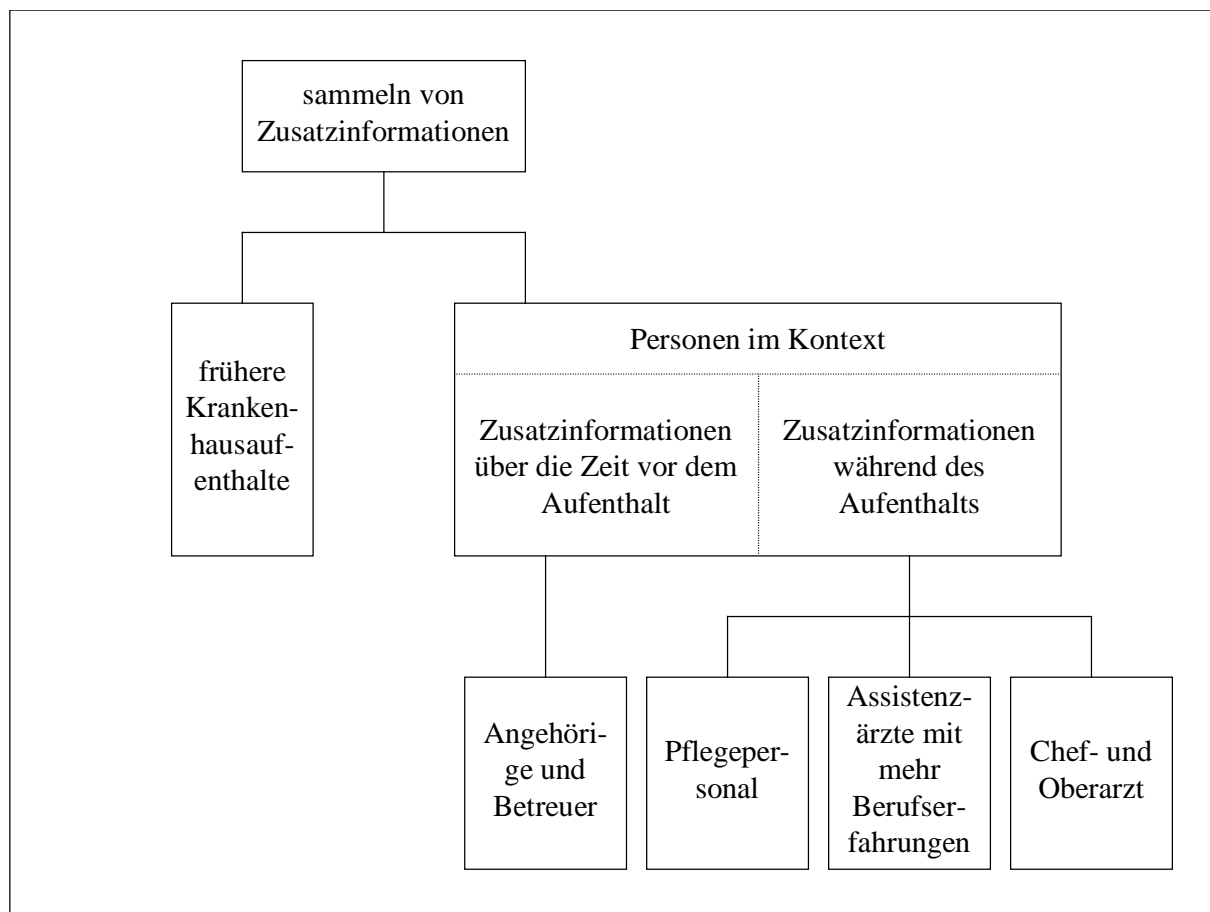 sammeln von
Zusatzinformationen
frühere
Kranken-
hausauf-
enthalte
Personen im Kontext
Zusatzinformationen
über die Zeit vor dem
Aufenthalt
Zusatzinformationen
während des
Aufenthalts
Angehöri-
ge und
Betreuer
Pflegeper-
sonal
Assistenz-
ärzte mit
mehr
Berufser-
fahrungen
Chef- und
Oberarzt